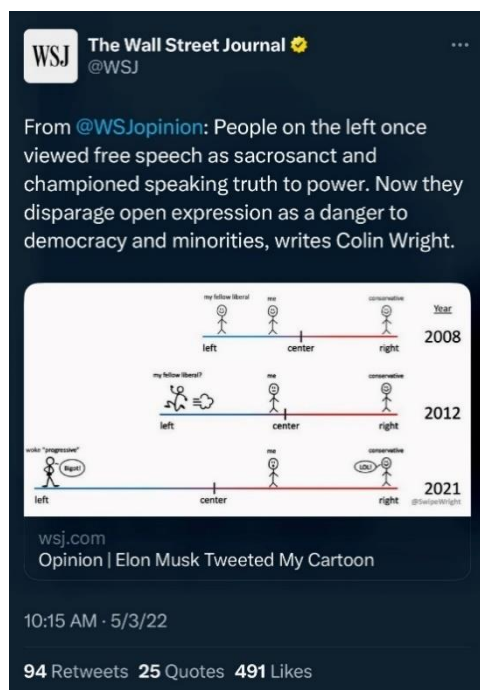 WSJ
The Wall Street Journal
@WSJ
From @WSJopinion: People on the left once
viewed free speech as sacrosanct and
championed speaking truth to power. Now they
disparage open expression as a danger to
democracy and minorities, writes Colin Wright.
my fellow liberal me conservative Year
2008
left center right
my fellow liberal? me conservative
2012
left center right
woke "progressive" me conservative
Bigot! LOL!
2021
left center right @SwipeWright
wsj.com
Opinion | Elon Musk Tweeted My Cartoon
10:15 AM · 5/3/22
94 Retweets 25 Quotes 491 Likes